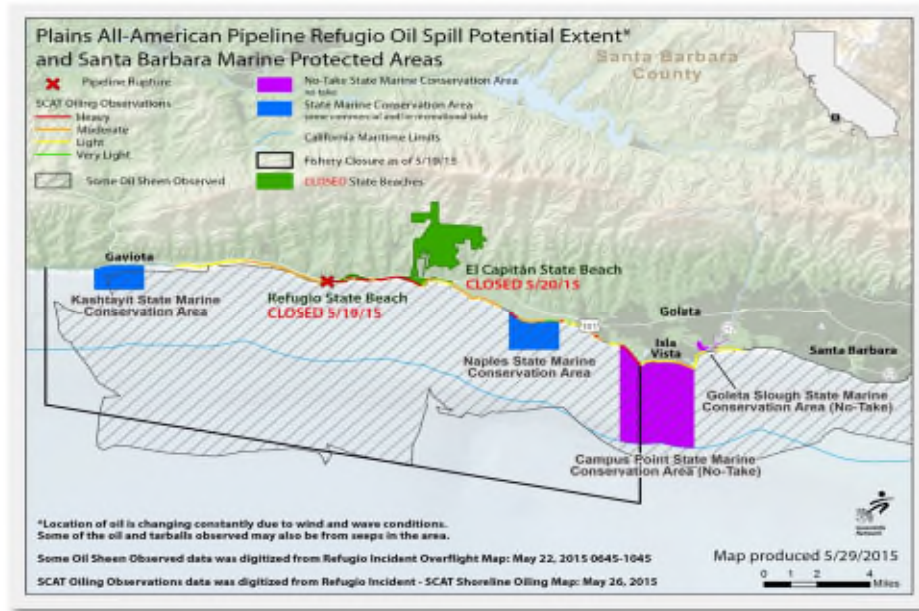 Plains All-American Pipeline Refugio Oil Spill Potential Extent*
and Santa Barbara Marine Protected Areas
Pipeline Rupture
SCAT Oiling Observations
Heavy
Moderate
Light
Very Light
Some Oil Sheen Observed
No-Take State Marine Conservation Area
no take
State Marine Conservation Area
some commercial and/or recreational take
California Maritime Limits
Fishery Closure as of 5/19/15
CLOSED State Beaches
Santa Barbara
County
Gaviota
Kashtayit State Marine
Conservation Area
Refugio State Beach
CLOSED 5/19/15
El Capitán State Beach
CLOSED 5/20/15
Naples State Marine
Conservation Area
101
Goleta
Isla
Vista
Santa Barbara
Goleta Slough State Marine
Conservation Area (No-Take)
Campus Point State Marine
Conservation Area (No-Take)
*Location of oil is changing constantly due to wind and wave conditions.
Some of the oil and tarballs observed may also be from seeps in the area.
Some Oil Sheen Observed data was digitized from Refugio Incident Overflight Map: May 22, 2015 0645-1045
SCAT Oiling Observations data was digitized from Refugio Incident - SCAT Shoreline Oiling Map: May 26, 2015
Map produced 5/29/2015
0 1 2 4
Miles